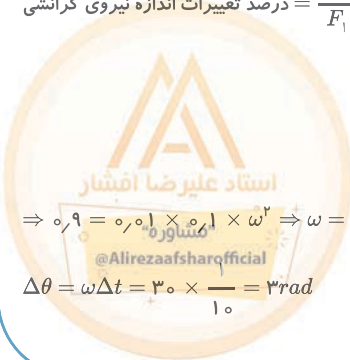 درصد تغییرات اندازه نیروی گرانشی = F₁
استاد علیرضا افشار
⇒ ۰٫۹ = ۰٫۰۱ × ۰٫۱ × ω² ⇒ ω =
"مشاوره"
@Alirezaafsharofficial
Δθ = ωΔt = ۳۰ × ۱/۱۰ = ۳rad